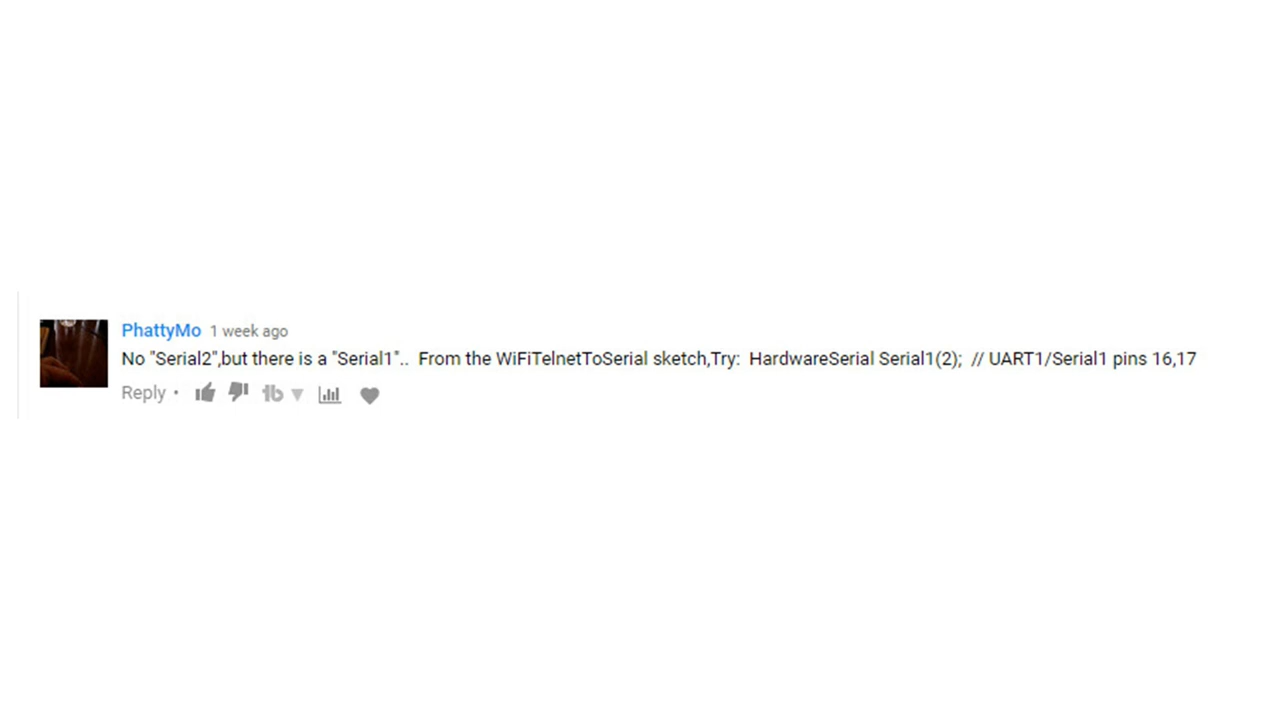 PhattyMo 1 week ago
No "Serial2",but there is a "Serial1".. From the WiFiTelnetToSerial sketch,Try: HardwareSerial Serial1(2); // UART1/Serial1 pins 16,17
Reply •